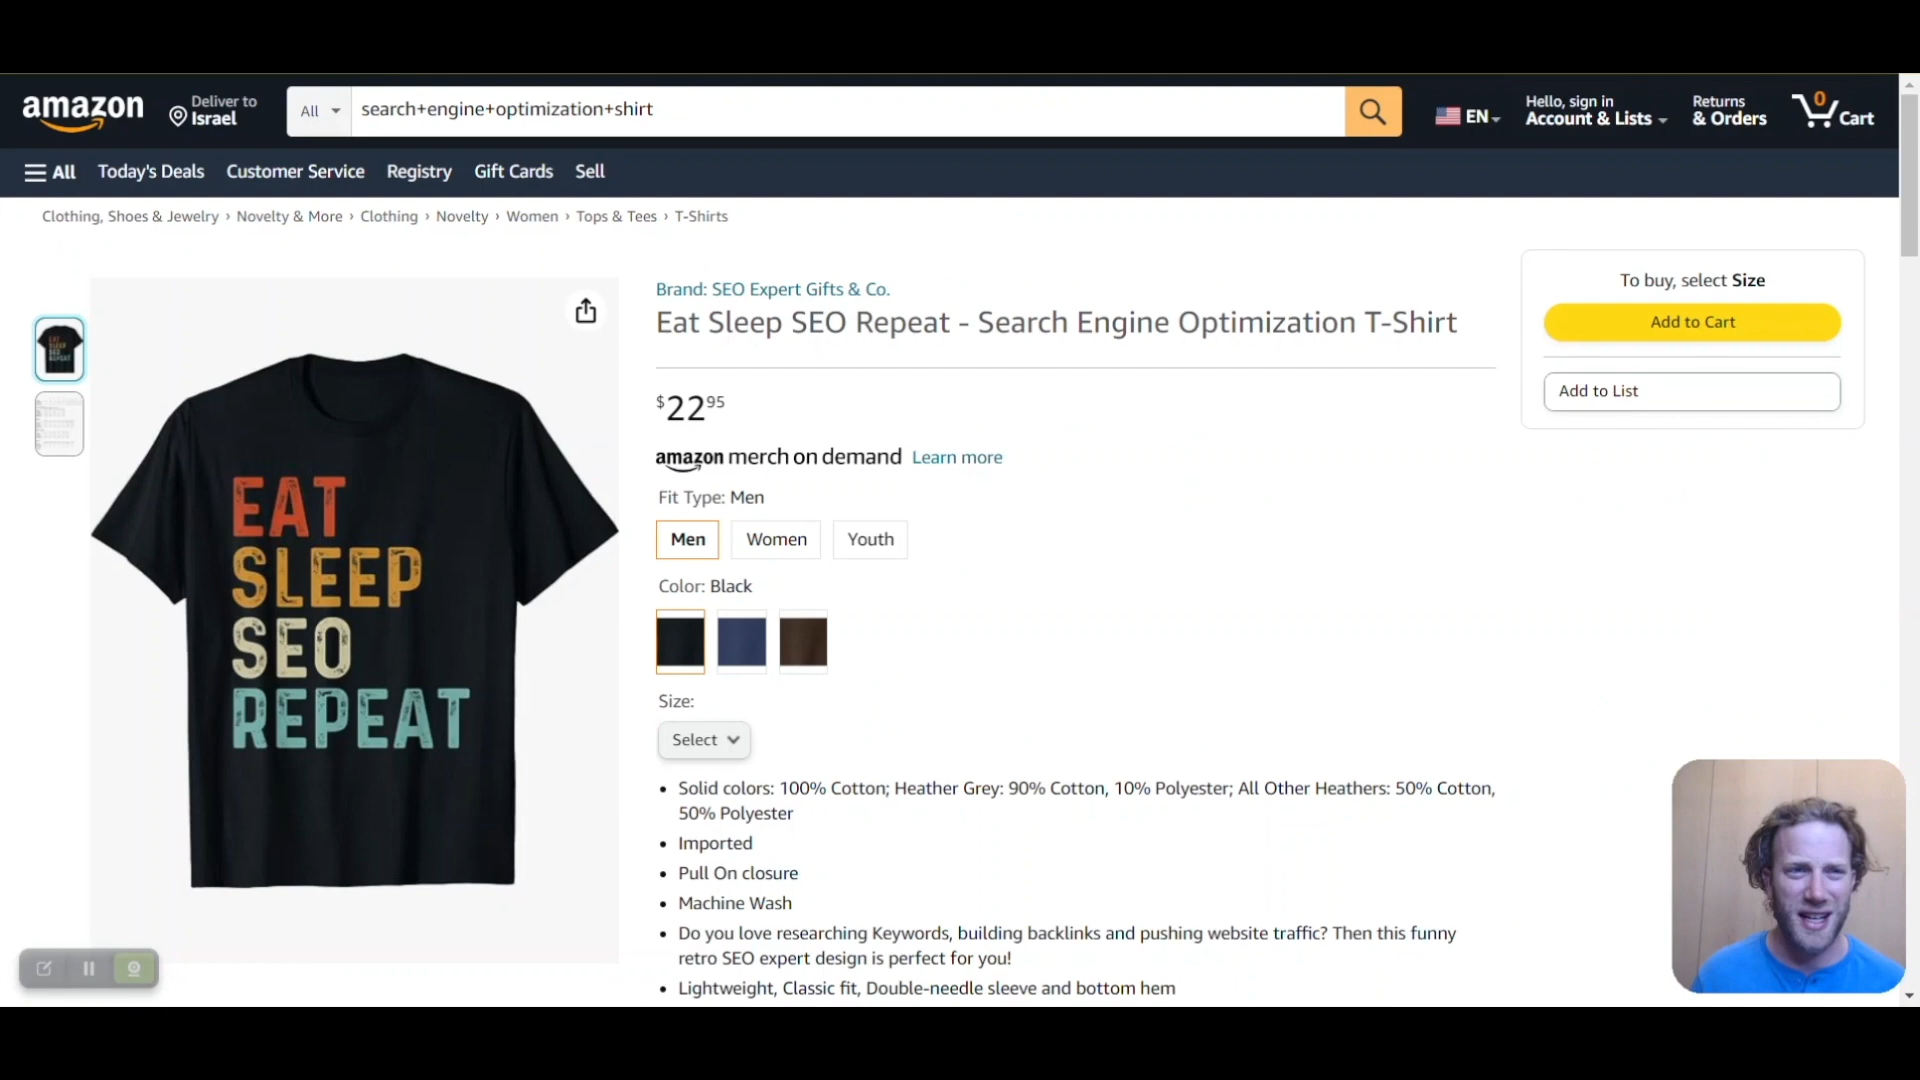 amazon
Deliver to
Israel
All
search+engine+optimization+shirt
EN
Hello, sign in
Account & Lists
Returns
& Orders
0
Cart
All
Today's Deals
Customer Service
Registry
Gift Cards
Sell
Clothing, Shoes & Jewelry › Novelty & More › Clothing › Novelty › Women › Tops & Tees › T-Shirts
EAT
SLEEP
SEO
REPEAT
Brand: SEO Expert Gifts & Co.
Eat Sleep SEO Repeat - Search Engine Optimization T-Shirt
$22 95
amazon merch on demand Learn more
Fit Type: Men
Men
Women
Youth
Color: Black
Size:
Select
• Solid colors: 100% Cotton; Heather Grey: 90% Cotton, 10% Polyester; All Other Heathers: 50% Cotton,
50% Polyester
• Imported
• Pull On closure
• Machine Wash
• Do you love researching Keywords, building backlinks and pushing website traffic? Then this funny
retro SEO expert design is perfect for you!
• Lightweight, Classic fit, Double-needle sleeve and bottom hem
To buy, select Size
Add to Cart
Add to List